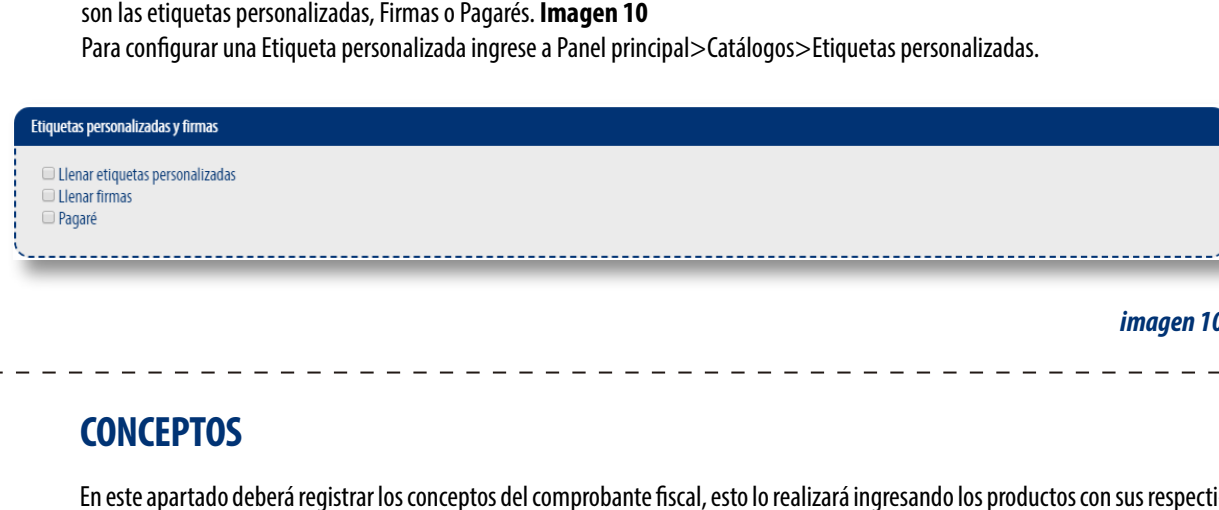 son las etiquetas personalizadas, Firmas o Pagarés. Imagen 10
Para configurar una Etiqueta personalizada ingrese a Panel principal>Catálogos>Etiquetas personalizadas.
Etiquetas personalizadas y firmas
Llenar etiquetas personalizadas
Llenar firmas
Pagaré
imagen 10
CONCEPTOS
En este apartado deberá registrar los conceptos del comprobante fiscal, esto lo realizará ingresando los productos con sus respecti